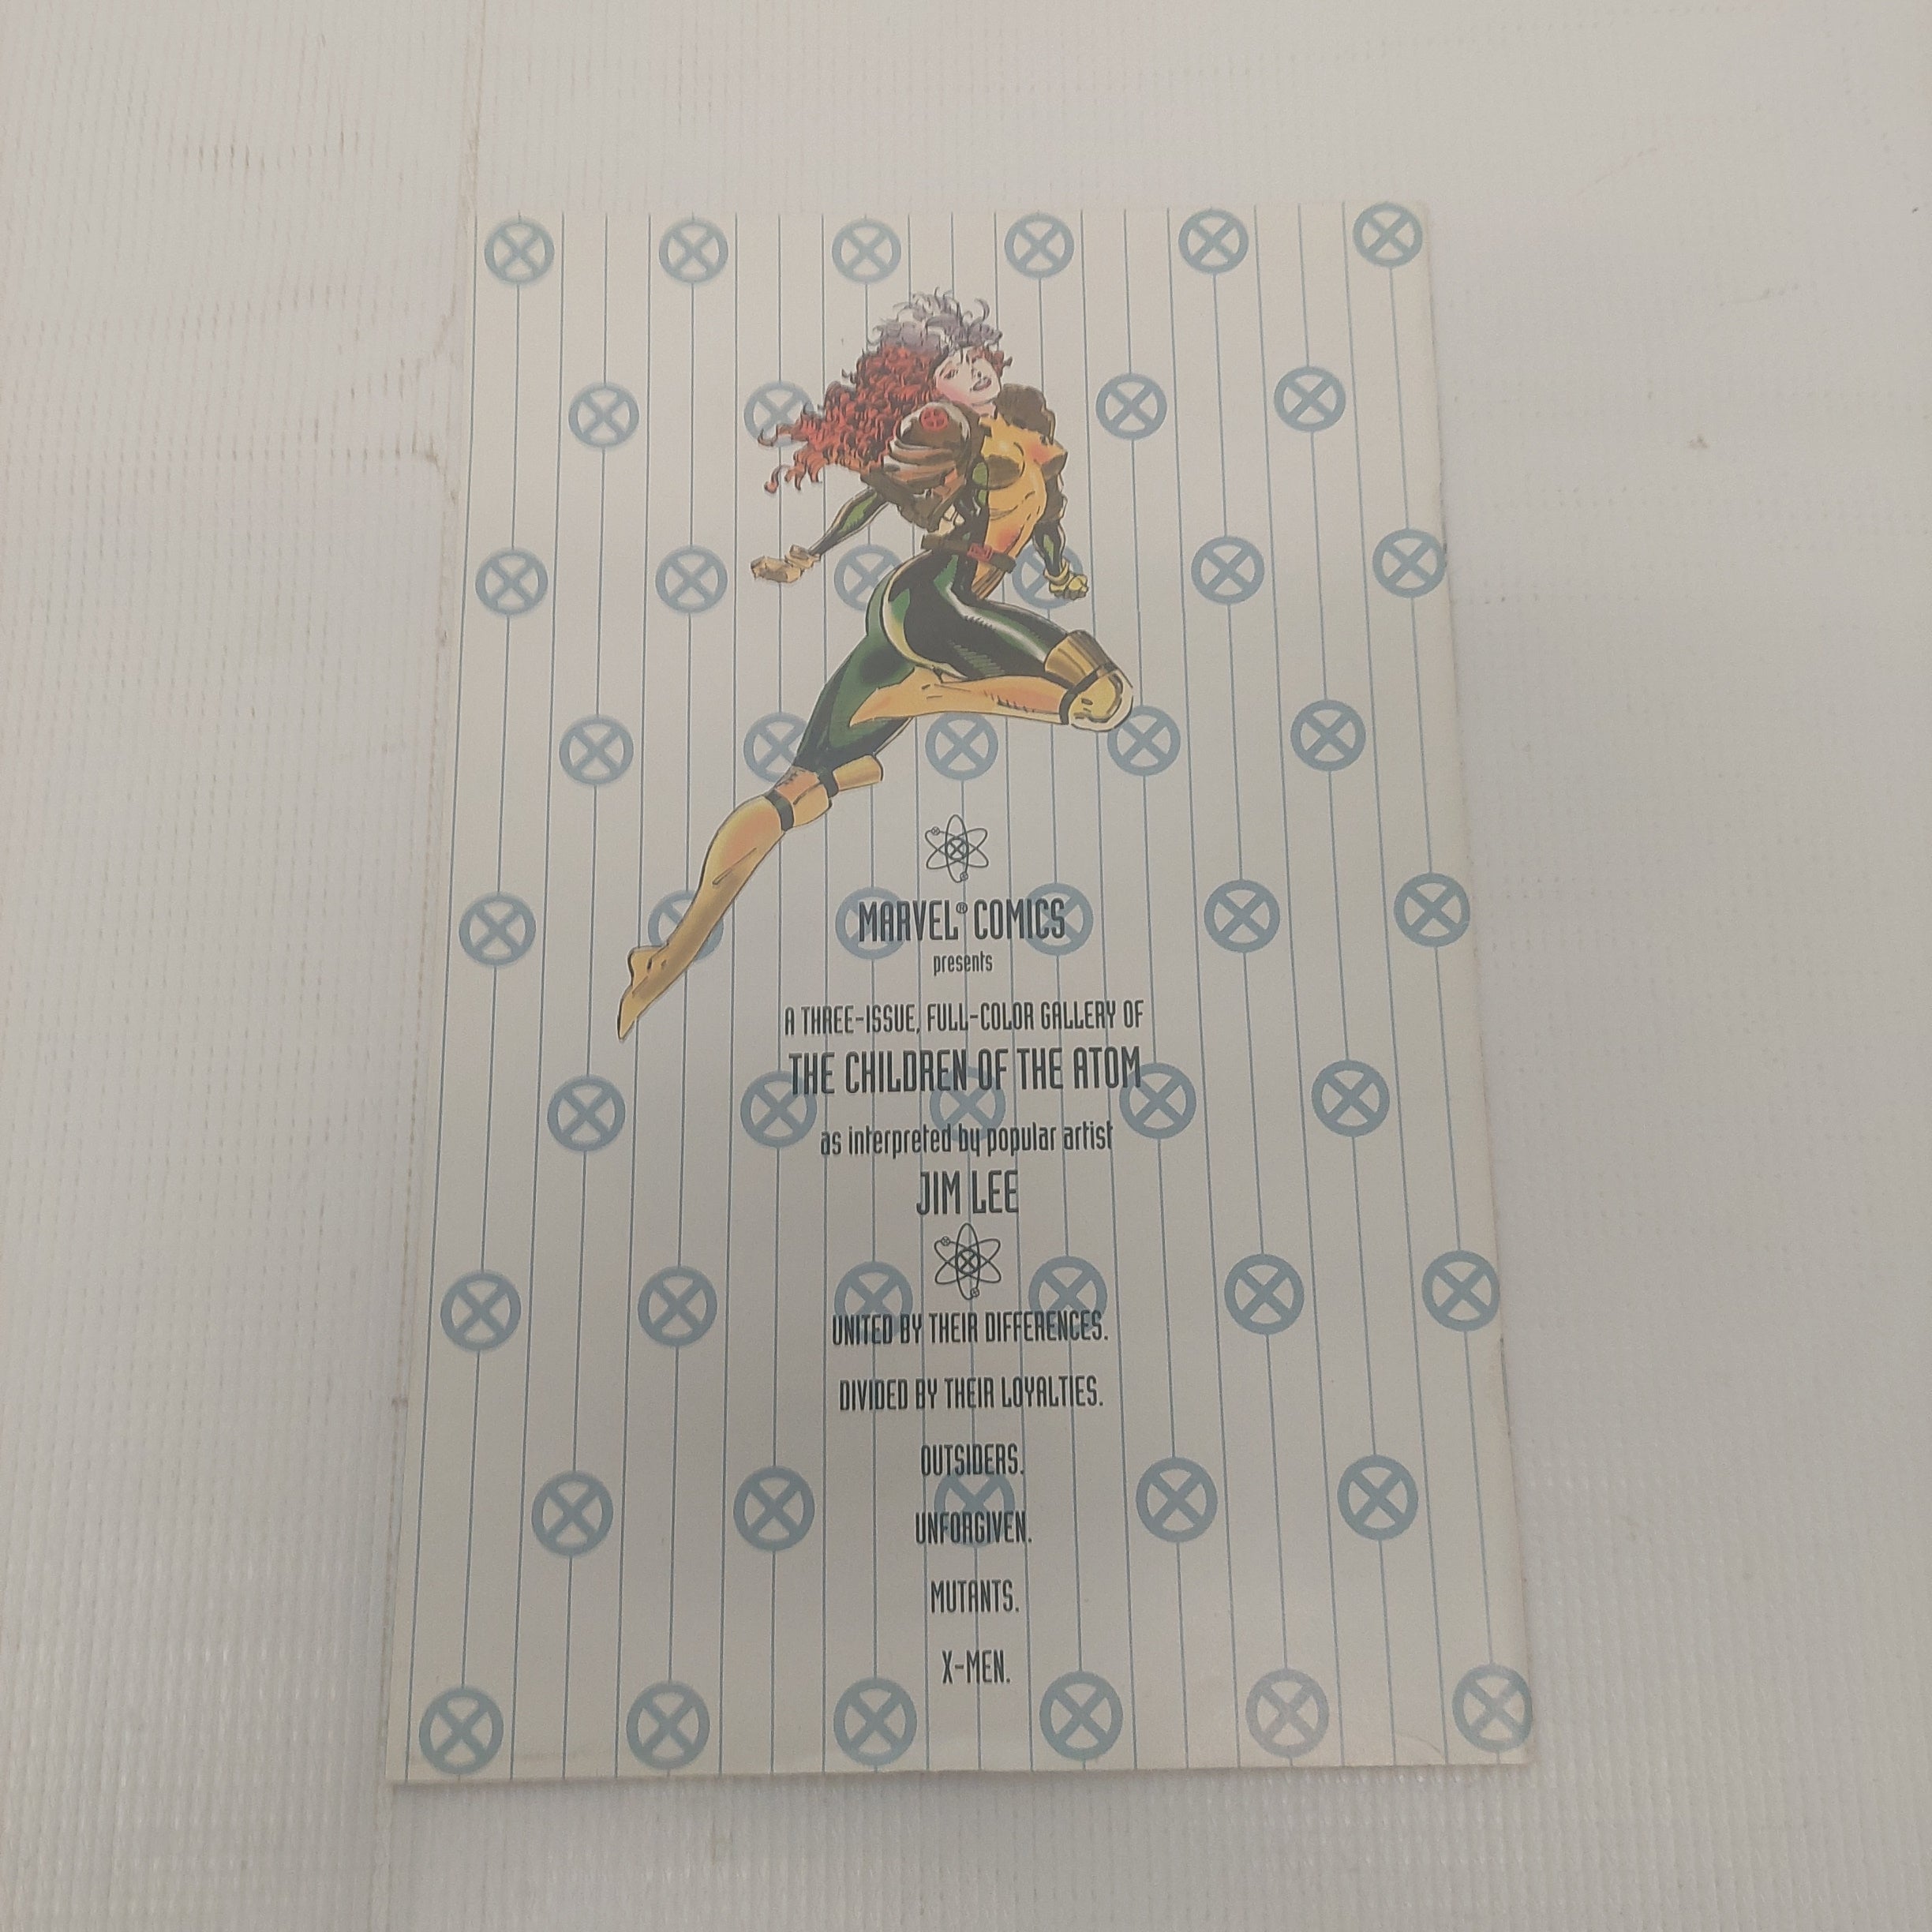 MARVEL® COMICS
presents
A THREE-ISSUE, FULL-COLOR GALLERY OF
THE CHILDREN OF THE ATOM
as interpreted by popular artist
JIM LEE
UNITED BY THEIR DIFFERENCES.
DIVIDED BY THEIR LOYALTIES.
OUTSIDERS.
UNFORGIVEN.
MUTANTS.
X-MEN.